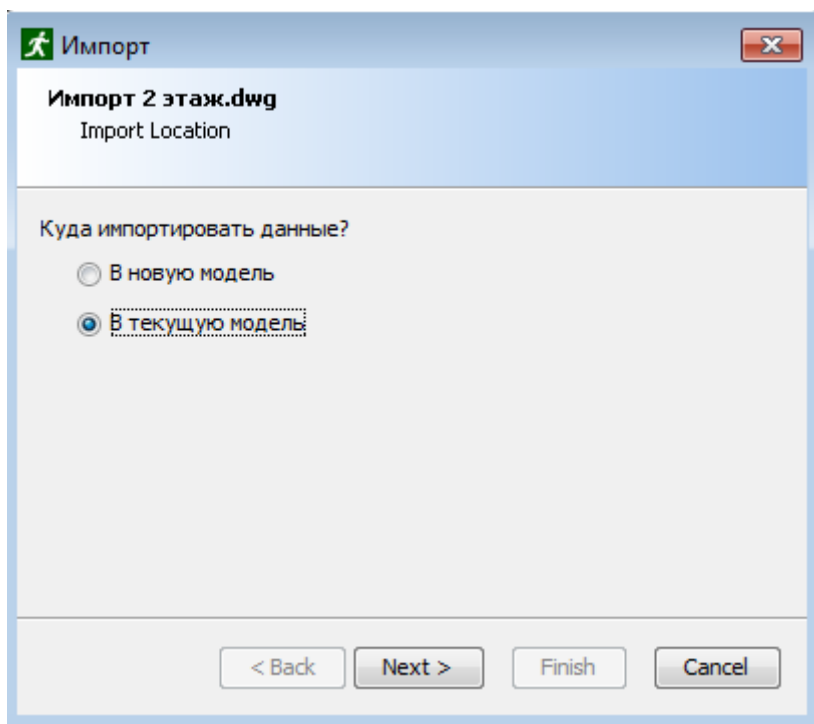 Импорт
Импорт 2 этаж.dwg
Import Location
Куда импортировать данные?
В новую модель
В текущую модель
< Back Next > Finish Cancel